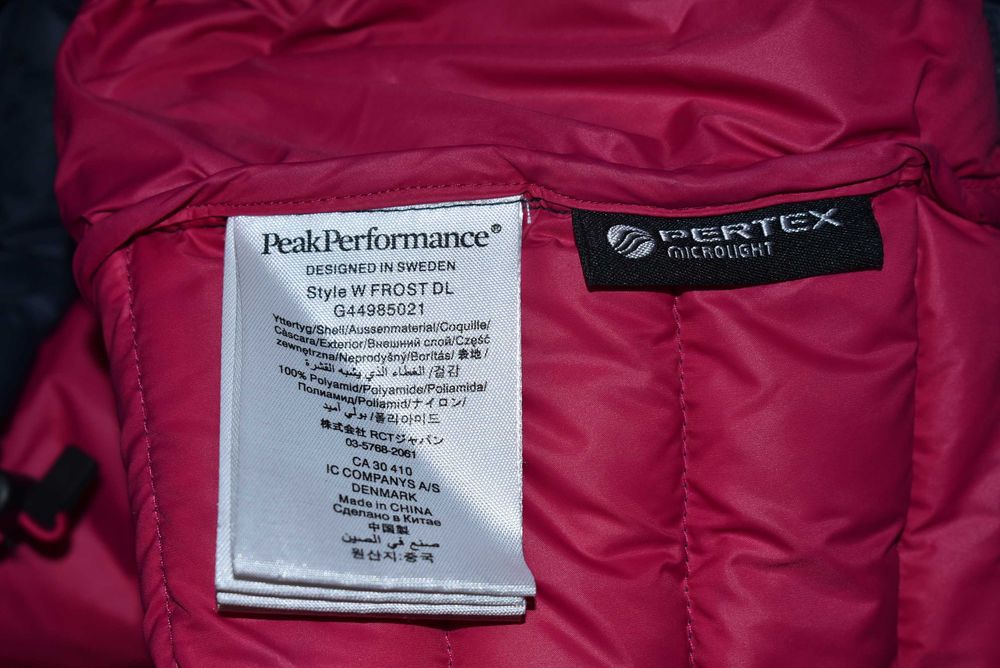 PeakPerformance®
DESIGNED IN SWEDEN
Style W FROST DL
G44985021
Yttertyg/Shell/Aussenmaterial/Coquille/
Cáscara/Exterior/Внешний слой/Część
zewnętrzna/Neprodyšný/Borítás/ 表地/
الغطاء الذي يشبه القشرة /겉감
100% Polyamid/Polyamide/Poliamida/
Полиамид/Poliamid/ナイロン/
بولي أميد /폴리아미드
株式会社 RCTジャパン
03-5768-2061
CA 30 410
IC COMPANYS A/S
DENMARK
Made in CHINA
Сделано в Китае
中国製
صنع في الصين
원산지:중국
PERTEX
MICROLIGHT